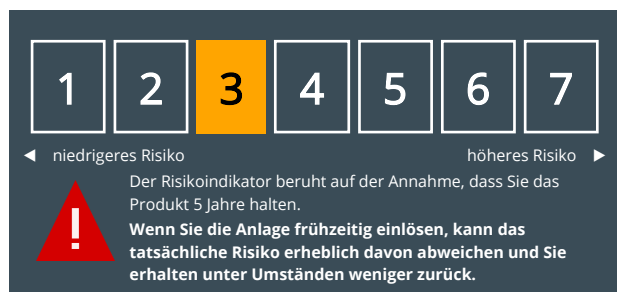 1 2 3 4 5 6 7
niedrigeres Risiko höheres Risiko
Der Risikoindikator beruht auf der Annahme, dass Sie das
Produkt 5 Jahre halten.
Wenn Sie die Anlage frühzeitig einlösen, kann das
tatsächliche Risiko erheblich davon abweichen und Sie
erhalten unter Umständen weniger zurück.
!